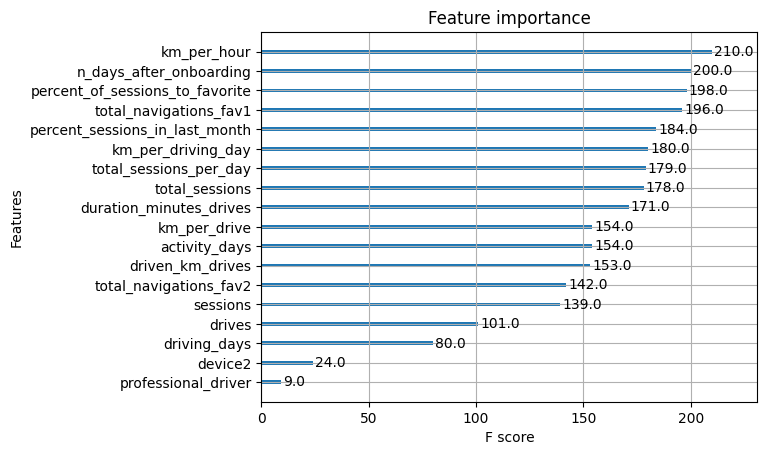 Feature importance
km_per_hour 210.0
n_days_after_onboarding 200.0
percent_of_sessions_to_favorite 198.0
total_navigations_fav1 196.0
percent_sessions_in_last_month 184.0
km_per_driving_day 180.0
total_sessions_per_day 179.0
total_sessions 178.0
duration_minutes_drives 171.0
km_per_drive 154.0
activity_days 154.0
driven_km_drives 153.0
total_navigations_fav2 142.0
sessions 139.0
drives 101.0
driving_days 80.0
device2 24.0
professional_driver 9.0
Features
0 50 100 150 200
F score